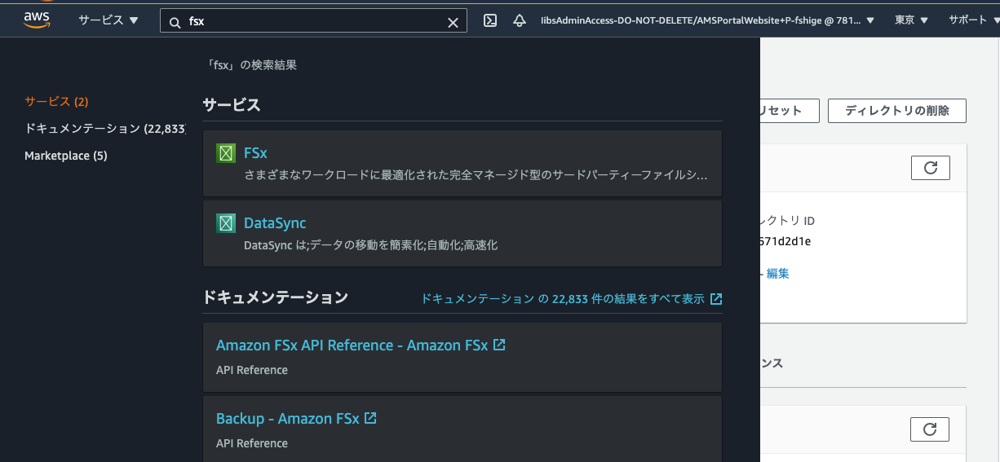 aws
サービス
fsx
libsAdminAccess-DO-NOT-DELETE/AMSPortalWebsite+P-fshige @ 781...
東京
サポート
「fsx」の検索結果
サービス (2)
ドキュメンテーション (22,833)
Marketplace (5)
サービス
FSx
さまざまなワークロードに最適化された完全マネージド型のサードパーティーファイルシ...
DataSync
DataSync は;データの移動を簡素化;自動化;高速化
ドキュメンテーション
ドキュメンテーション の 22,833 件の結果をすべて表示
Amazon FSx API Reference - Amazon FSx
API Reference
Backup - Amazon FSx
API Reference
リセット
ディレクトリの削除
レクトリ ID
671d2d1e
- 編集
ンス